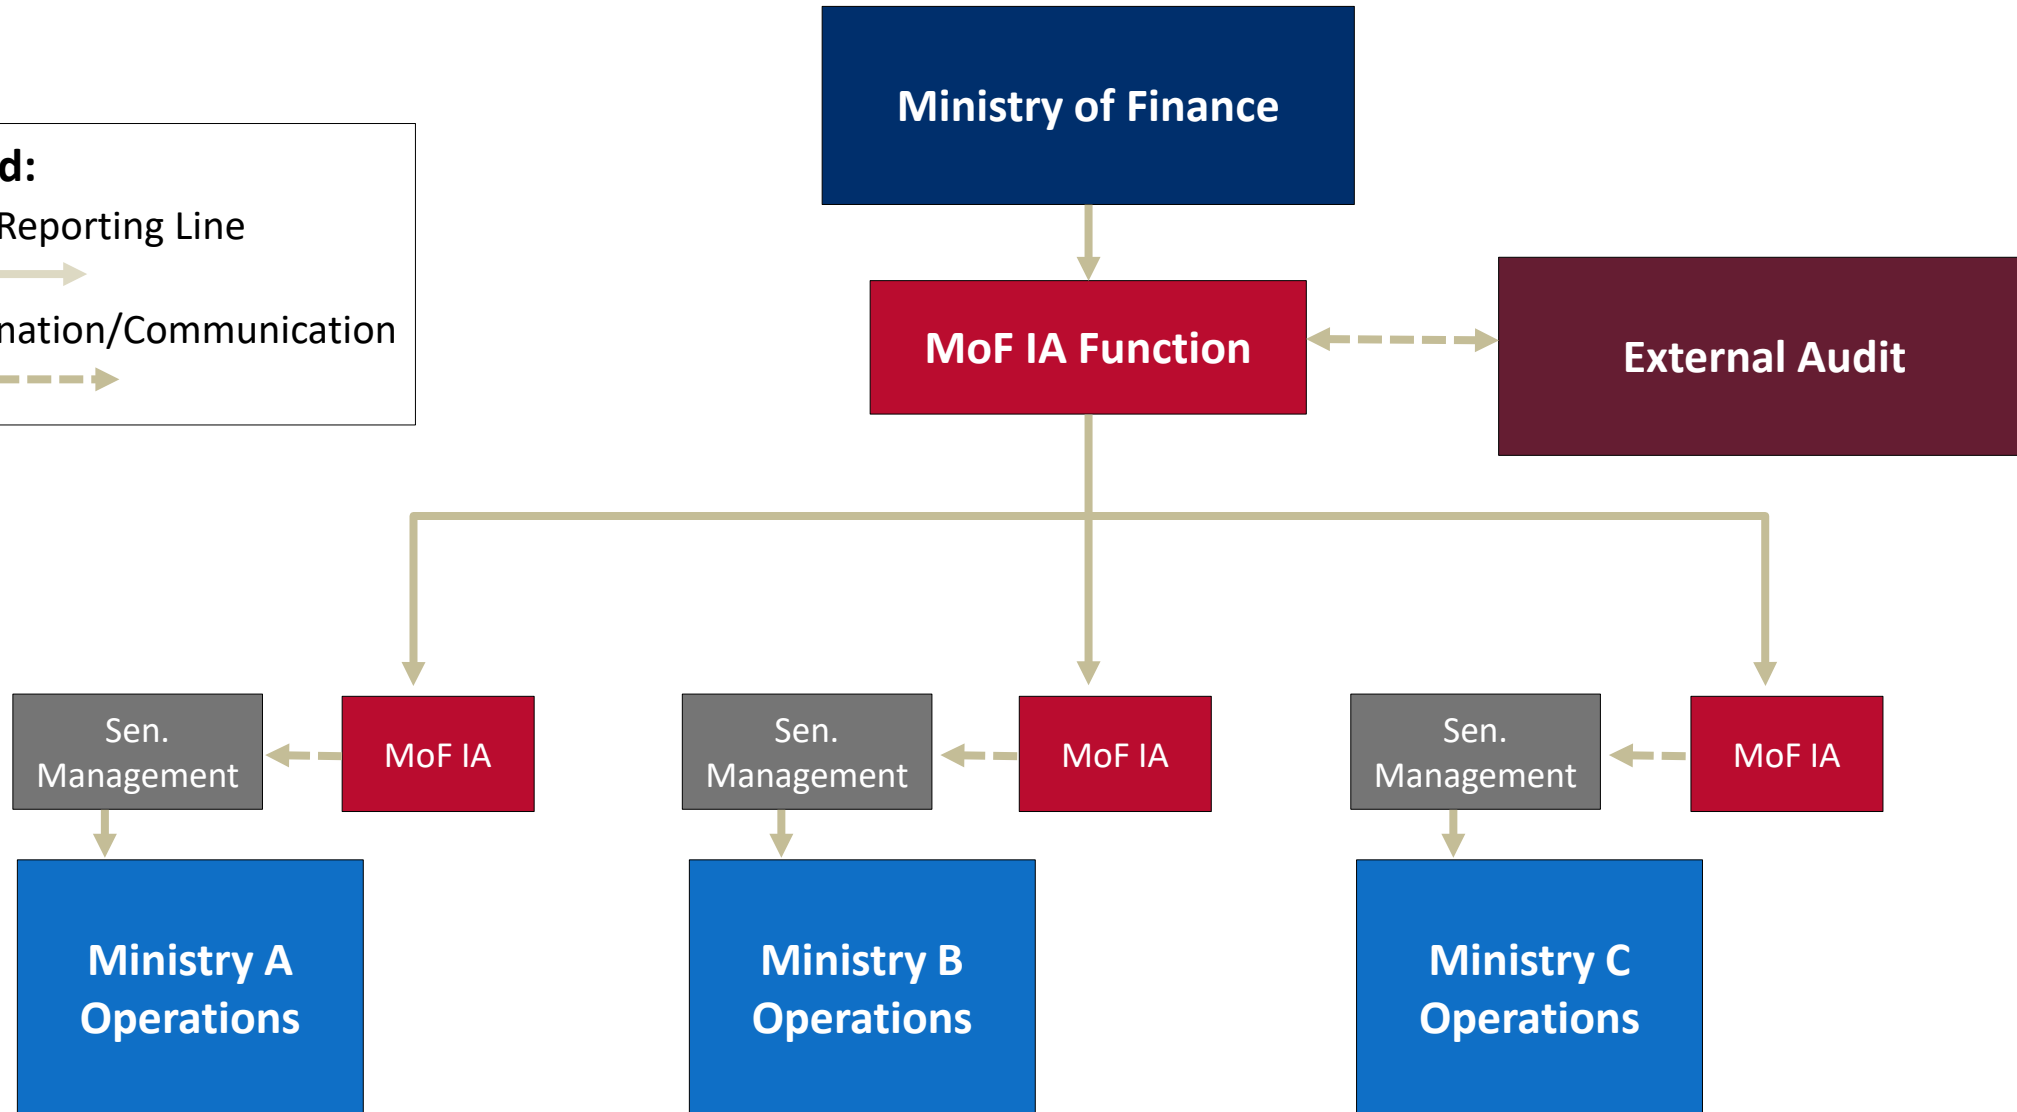 Ministry of Finance
d:
Reporting Line
nation/Communication
MoF IA Function
External Audit
Sen.
Management
MoF IA
Sen.
Management
MoF IA
Sen.
Management
MoF IA
Ministry A
Operations
Ministry B
Operations
Ministry C
Operations